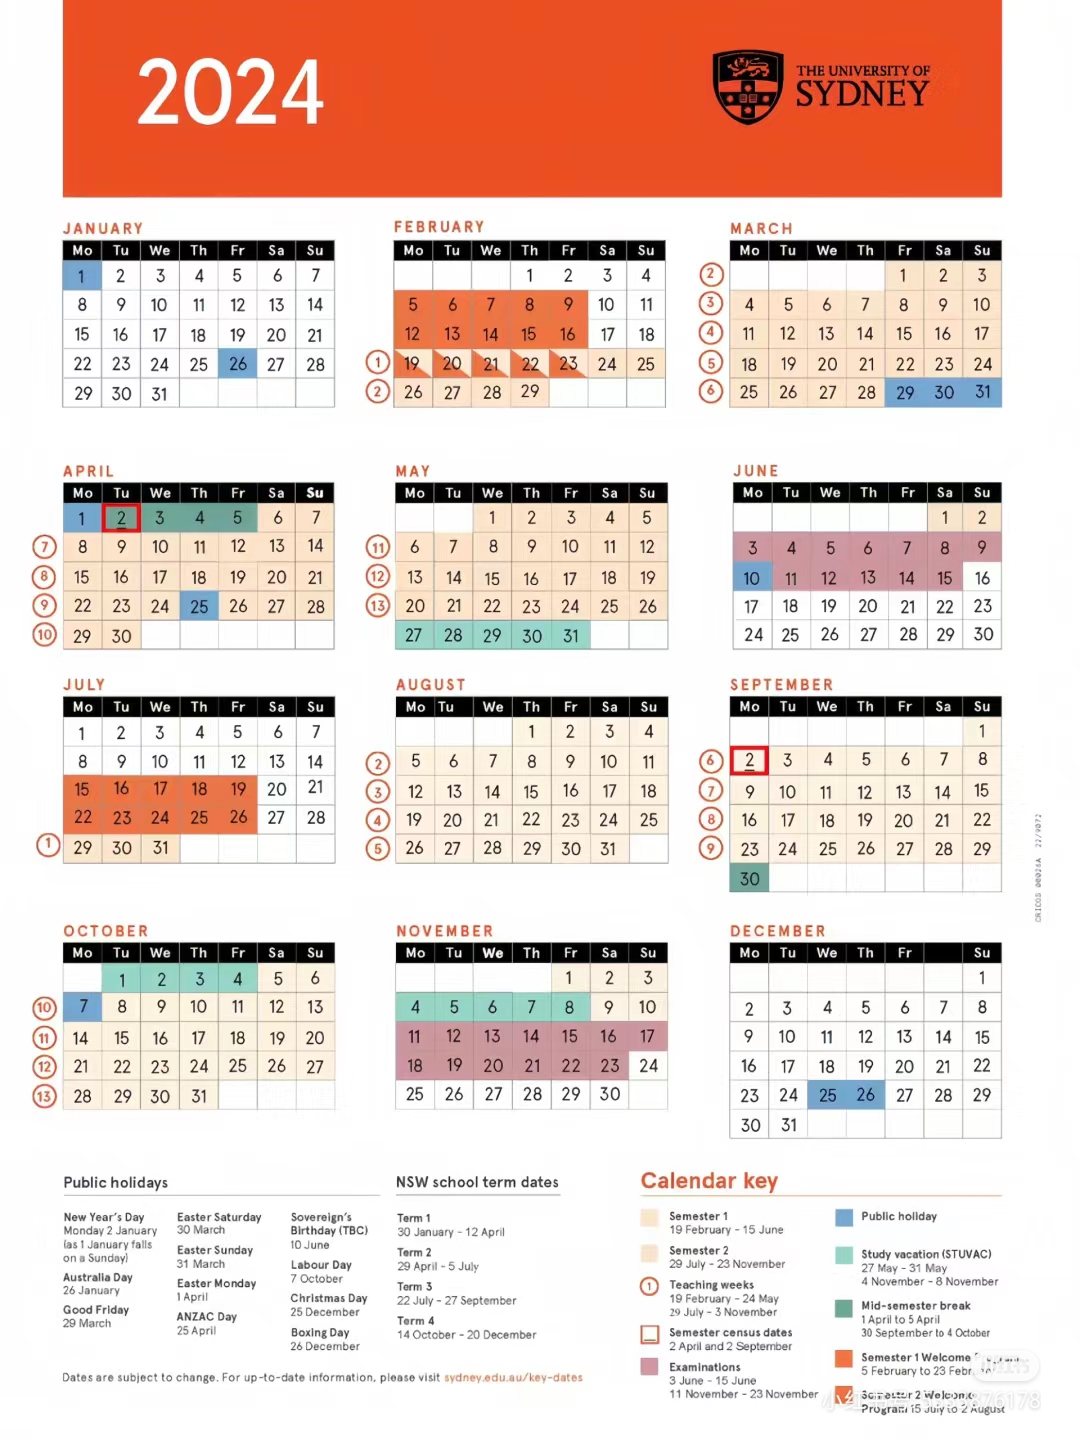 2024
THE UNIVERSITY OF
SYDNEY
JANUARY
Mo Tu We Th Fr Sa Su
1 2 3 4 5 6 7
8 9 10 11 12 13 14
15 16 17 18 19 20 21
22 23 24 25 26 27 28
29 30 31
FEBRUARY
Mo Tu We Th Fr Sa Su
1 2 3 4
5 6 7 8 9 10 11
12 13 14 15 16 17 18
1 19 20 21 22 23 24 25
2 26 27 28 29
MARCH
Mo Tu We Th Fr Sa Su
2 1 2 3
3 4 5 6 7 8 9 10
4 11 12 13 14 15 16 17
5 18 19 20 21 22 23 24
6 25 26 27 28 29 30 31
APRIL
Mo Tu We Th Fr Sa Su
1 2 3 4 5 6 7
7 8 9 10 11 12 13 14
8 15 16 17 18 19 20 21
9 22 23 24 25 26 27 28
10 29 30
MAY
Mo Tu We Th Fr Sa Su
1 2 3 4 5
11 6 7 8 9 10 11 12
12 13 14 15 16 17 18 19
13 20 21 22 23 24 25 26
27 28 29 30 31
JUNE
Mo Tu We Th Fr Sa Su
1 2
3 4 5 6 7 8 9
10 11 12 13 14 15 16
17 18 19 20 21 22 23
24 25 26 27 28 29 30
JULY
Mo Tu We Th Fr Sa Su
1 2 3 4 5 6 7
8 9 10 11 12 13 14
15 16 17 18 19 20 21
22 23 24 25 26 27 28
1 29 30 31
AUGUST
Mo Tu We Th Fr Sa Su
1 2 3 4
2 5 6 7 8 9 10 11
3 12 13 14 15 16 17 18
4 19 20 21 22 23 24 25
5 26 27 28 29 30 31
SEPTEMBER
Mo Tu We Th Fr Sa Su
1
6 2 3 4 5 6 7 8
7 9 10 11 12 13 14 15
8 16 17 18 19 20 21 22
9 23 24 25 26 27 28 29
30
OCTOBER
Mo Tu We Th Fr Sa Su
1 2 3 4 5 6
10 7 8 9 10 11 12 13
11 14 15 16 17 18 19 20
12 21 22 23 24 25 26 27
13 28 29 30 31
NOVEMBER
Mo Tu We Th Fr Sa Su
1 2 3
4 5 6 7 8 9 10
11 12 13 14 15 16 17
18 19 20 21 22 23 24
25 26 27 28 29 30
DECEMBER
Mo Tu We Th Fr Sa Su
1
2 3 4 5 6 7 8
9 10 11 12 13 14 15
16 17 18 19 20 21 22
23 24 25 26 27 28 29
30 31
CRICOS 00026A 22/9072
Public holidays
New Year's Day
Monday 2 January
(as 1 January falls
on a Sunday)
Australia Day
26 January
Good Friday
29 March
Easter Saturday
30 March
Easter Sunday
31 March
Easter Monday
1 April
ANZAC Day
25 April
Sovereign's
Birthday (TBC)
10 June
Labour Day
7 October
Christmas Day
25 December
Boxing Day
26 December
NSW school term dates
Term 1
30 January - 12 April
Term 2
29 April - 5 July
Term 3
22 July - 27 September
Term 4
14 October - 20 December
Calendar key
Semester 1
19 February - 15 June
Semester 2
29 July - 23 November
1 Teaching weeks
19 February - 24 May
29 July - 3 November
Semester census dates
2 April and 2 September
Examinations
3 June - 15 June
11 November - 23 November
Public holiday
Study vacation (STUVAC)
27 May - 31 May
4 November - 8 November
Mid-semester break
1 April to 5 April
30 September to 4 October
Semester 1 Welcome
5 February to 23
Semester 2 Welcome
Program 15 July to 2 August
Dates are subject to change. For up-to-date information, please visit sydney.edu.au/key-dates